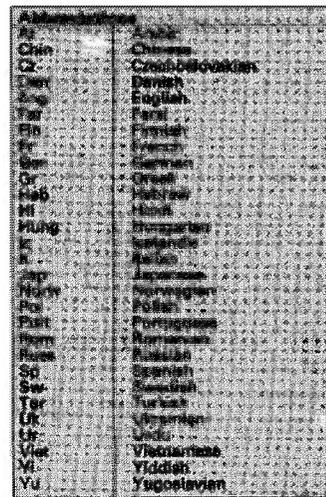 Abbreviations
Ar Arabic
Chin Chinese
Cz Czechoslovakian
Dan Danish
Eng English
Far Farsi
Fin Finnish
Fr French
Ger German
Gr Greek
Heb Hebrew
Hi Hindi
Hung Hungarian
Icelandic
Italian
Jap Japanese
Norw Norwegian
Pol Polish
Port Portuguese
Rom Romanian
Russ Russian
Sp Spanish
Sw Swedish
Tur Turkish
Uk Ukrainian
Ur Urdu
Viet Vietnamese
Yi Yiddish
Yu Yugoslavian